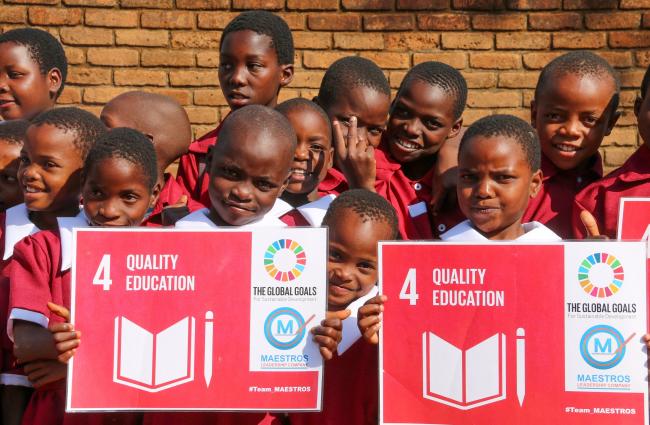 4 QUALITY
EDUCATION
THE GLOBAL GOALS
For Sustainable Development
M
MAESTROS
LEADERSHIP COMPANY
#Team_MAESTROS
4 QUALITY
EDUCATION
THE GLOBAL GOALS
For Sustainable Development
M
MAESTROS
LEADERSHIP COMPANY
#Team_MAESTROS